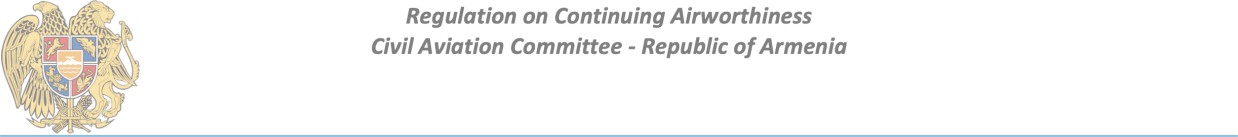 Regulation on Continuing Airworthiness
Civil Aviation Committee - Republic of Armenia